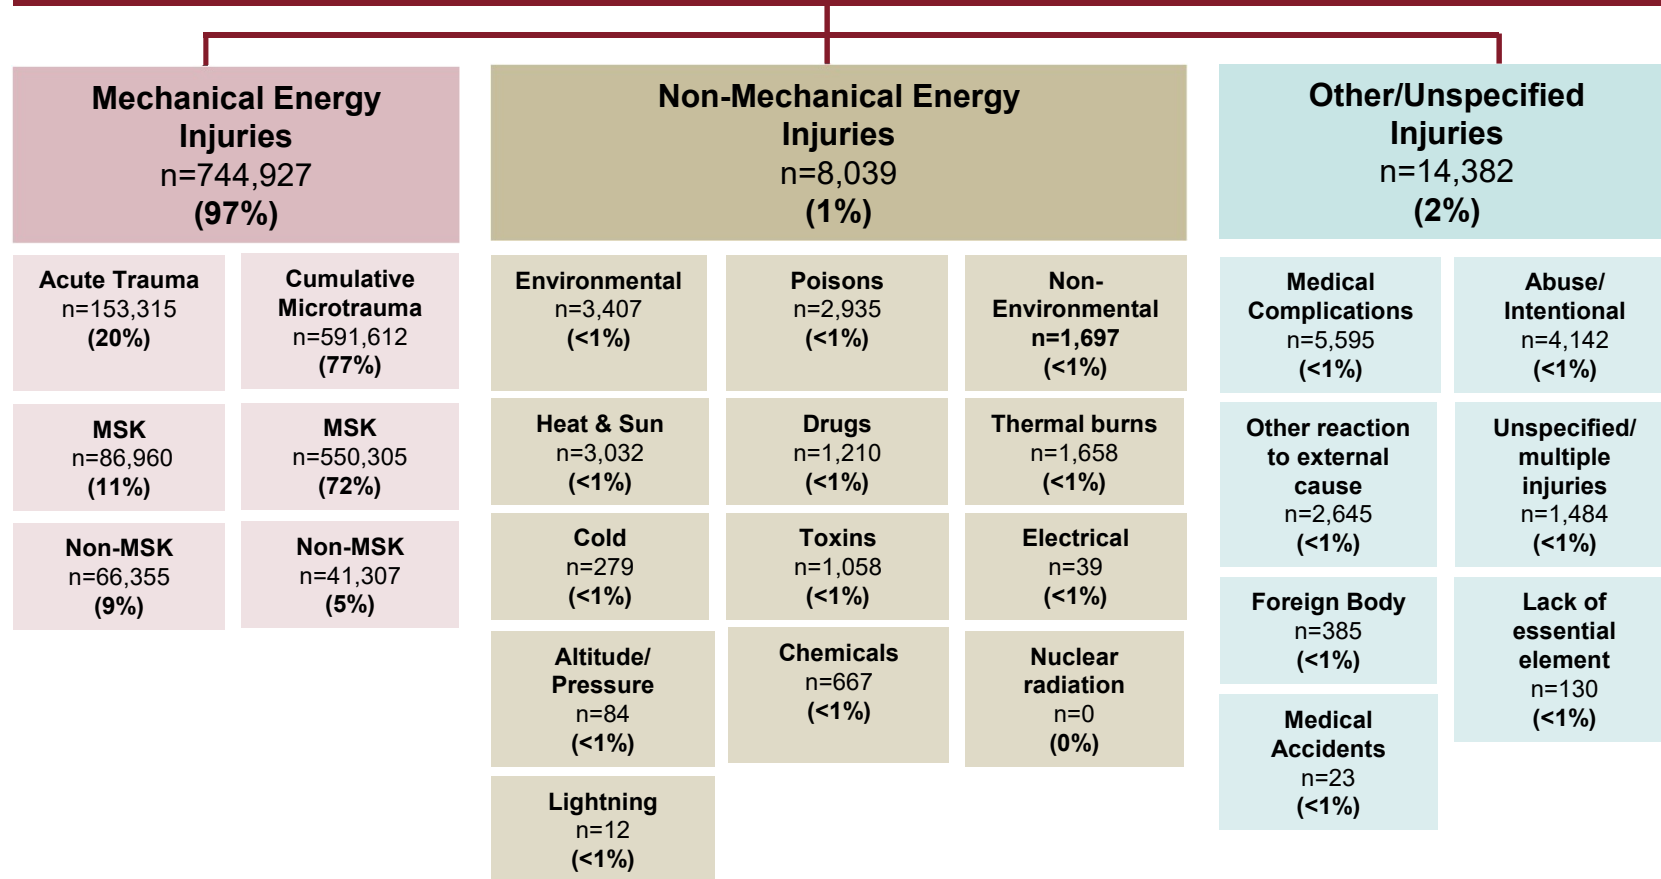 Mechanical Energy
Injuries
n=744,927
(97%)
Acute Trauma
n=153,315
(20%)
Cumulative
Microtrauma
n=591,612
(77%)
MSK
n=86,960
(11%)
MSK
n=550,305
(72%)
Non-MSK
n=66,355
(9%)
Non-MSK
n=41,307
(5%)
Non-Mechanical Energy
Injuries
n=8,039
(1%)
Environmental
n=3,407
(<1%)
Poisons
n=2,935
(<1%)
Non-
Environmental
n=1,697
(<1%)
Heat & Sun
n=3,032
(<1%)
Drugs
n=1,210
(<1%)
Thermal burns
n=1,658
(<1%)
Cold
n=279
(<1%)
Toxins
n=1,058
(<1%)
Electrical
n=39
(<1%)
Altitude/
Pressure
n=84
(<1%)
Chemicals
n=667
(<1%)
Nuclear
radiation
n=0
(0%)
Lightning
n=12
(<1%)
Other/Unspecified
Injuries
n=14,382
(2%)
Medical
Complications
n=5,595
(<1%)
Abuse/
Intentional
n=4,142
(<1%)
Other reaction
to external
cause
n=2,645
(<1%)
Unspecified/
multiple
injuries
n=1,484
(<1%)
Foreign Body
n=385
(<1%)
Lack of
essential
element
n=130
(<1%)
Medical
Accidents
n=23
(<1%)